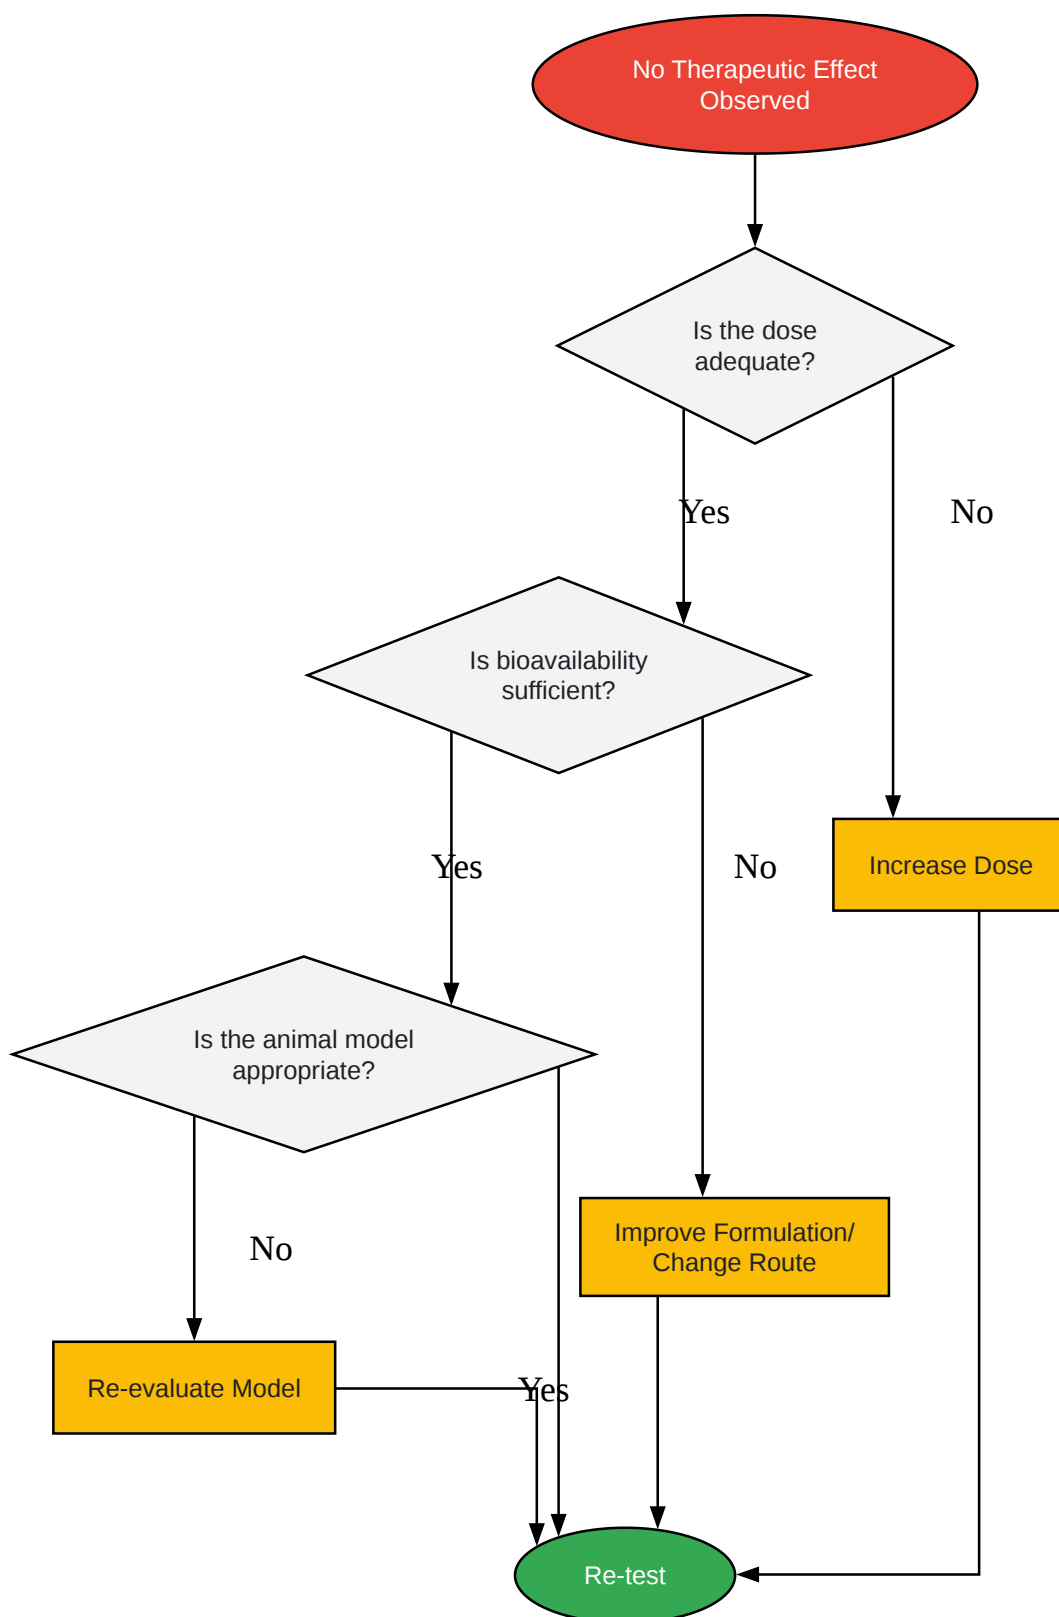 No Therapeutic Effect
Observed
Is the dose
adequate?
Yes
No
Is bioavailability
sufficient?
Yes
No
Increase Dose
Is the animal model
appropriate?
No
Improve Formulation/
Change Route
Re-evaluate Model
Yes
Re-test